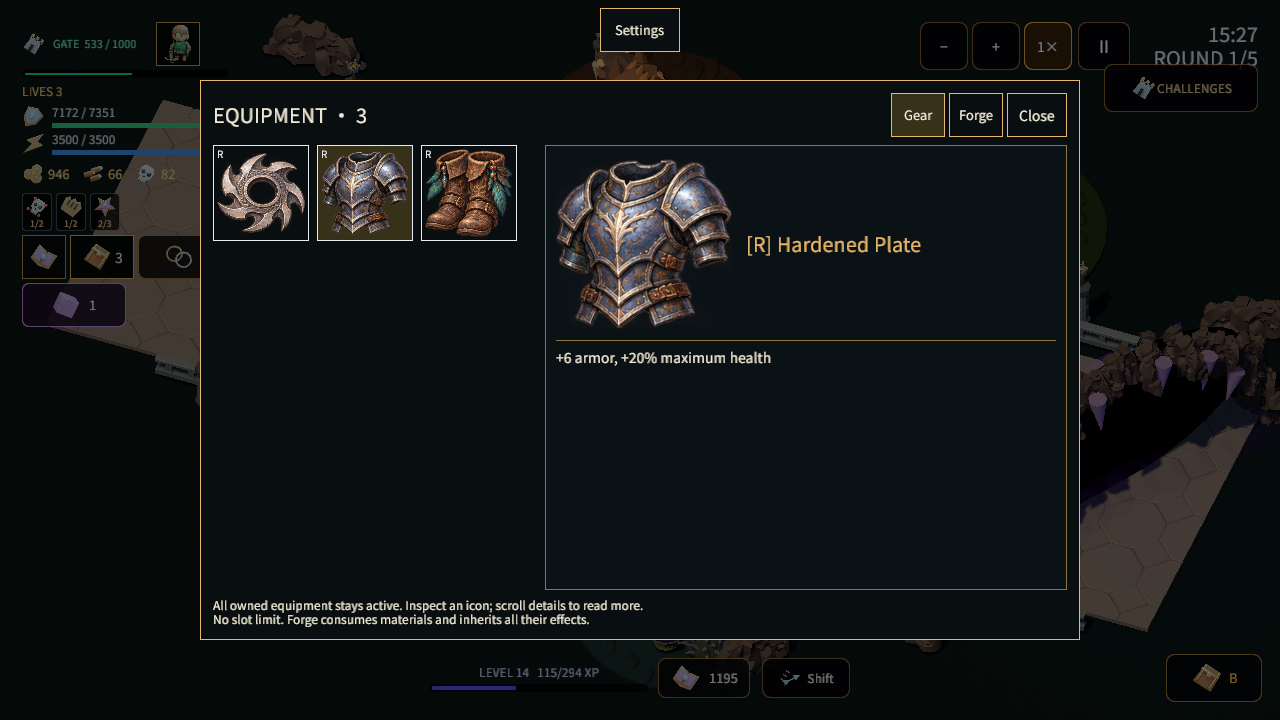 Settings
GATE 533 / 1000
15:27
ROUND 1/5
− + 1×
CHALLENGES
LIVES 3
7172 / 7351
3500 / 3500
946 66 82
1/2 1/2 2/3
3
1
EQUIPMENT • 3
Gear Forge Close
R R R
[R] Hardened Plate
+6 armor, +20% maximum health
All owned equipment stays active. Inspect an icon; scroll details to read more.
No slot limit. Forge consumes materials and inherits all their effects.
LEVEL 14 115/294 XP
1195
Shift
B